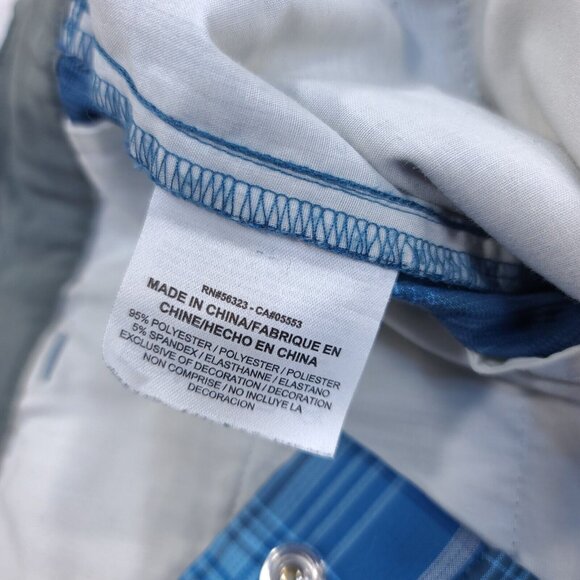 RN#56323 - CA#05553
MADE IN CHINA/FABRIQUE EN
CHINE/HECHO EN CHINA
95% POLYESTER / POLYESTER / POLIESTER
5% SPANDEX / ELASTHANNE / ELASTANO
EXCLUSIVE OF DECORATION / DECORATION
NON COMPRISE / NO INCLUYE LA
DECORACION